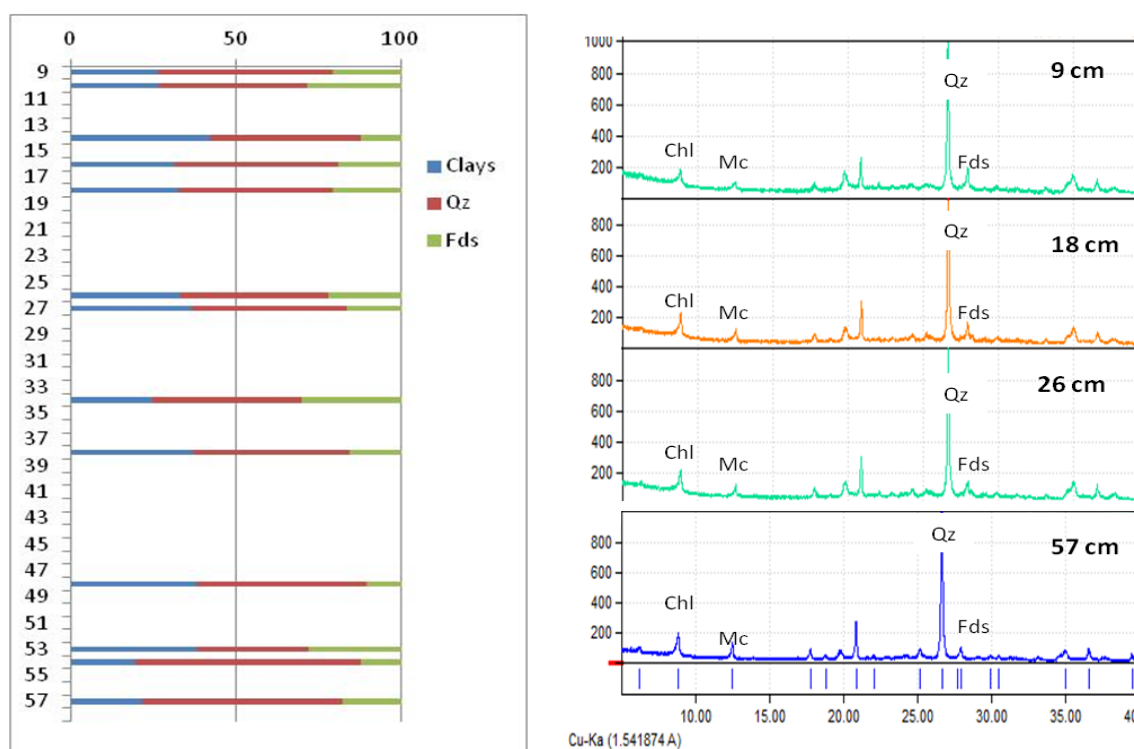 0 50 100
9
11
13
15
17
19
21
23
25
27
29
31
33
35
37
39
41
43
45
47
49
51
53
55
57
Clays
Qz
Fds
1000
800
600
400
200
9 cm
Qz
Chl
Mc
Fds
800
600
400
200
18 cm
Qz
Chl
Mc
Fds
800
600
400
200
26 cm
Qz
Chl
Mc
Fds
800
600
400
200
57 cm
Qz
Chl
Mc
Fds
10.00 15.00 20.00 25.00 30.00 35.00 40
Cu-Ka (1.541874 A)